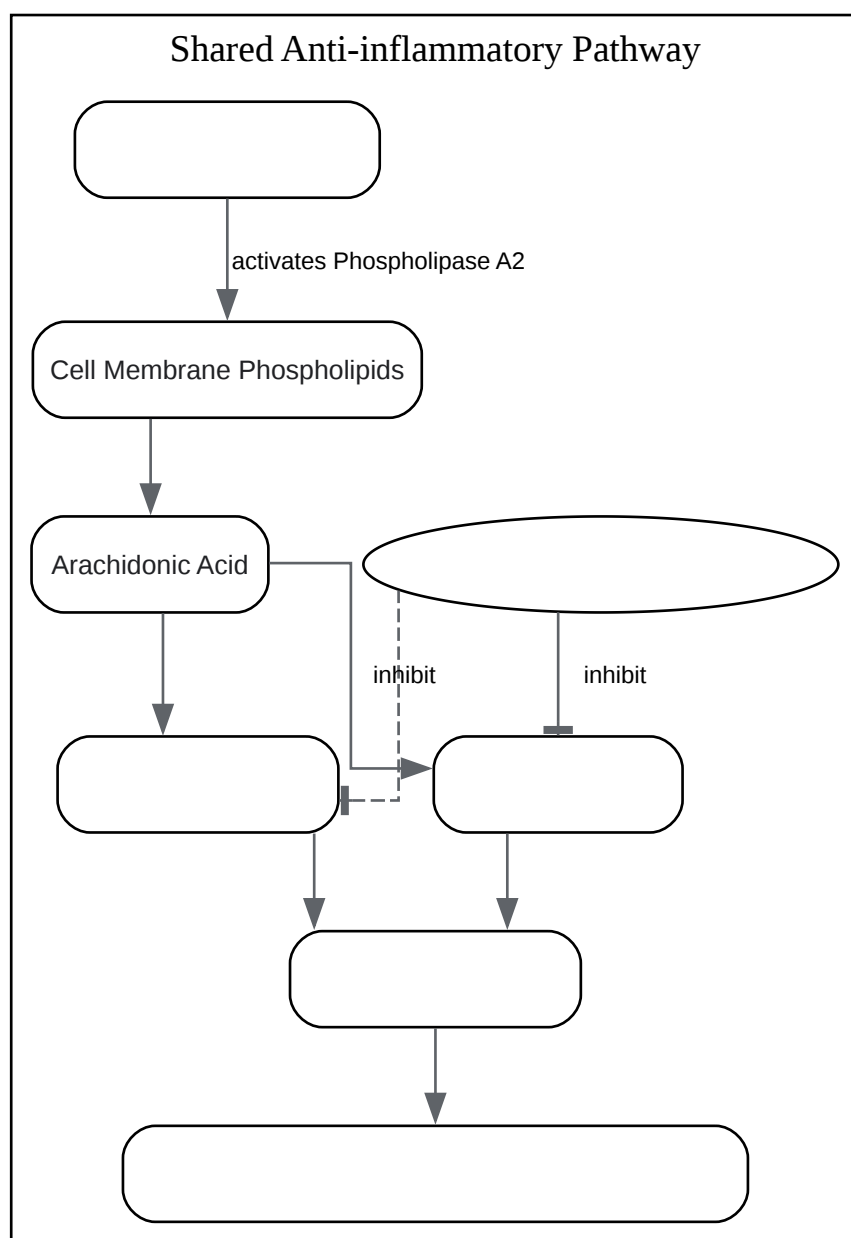 Shared Anti-inflammatory Pathway
activates Phospholipase A2
Cell Membrane Phospholipids
Arachidonic Acid
inhibit
inhibit